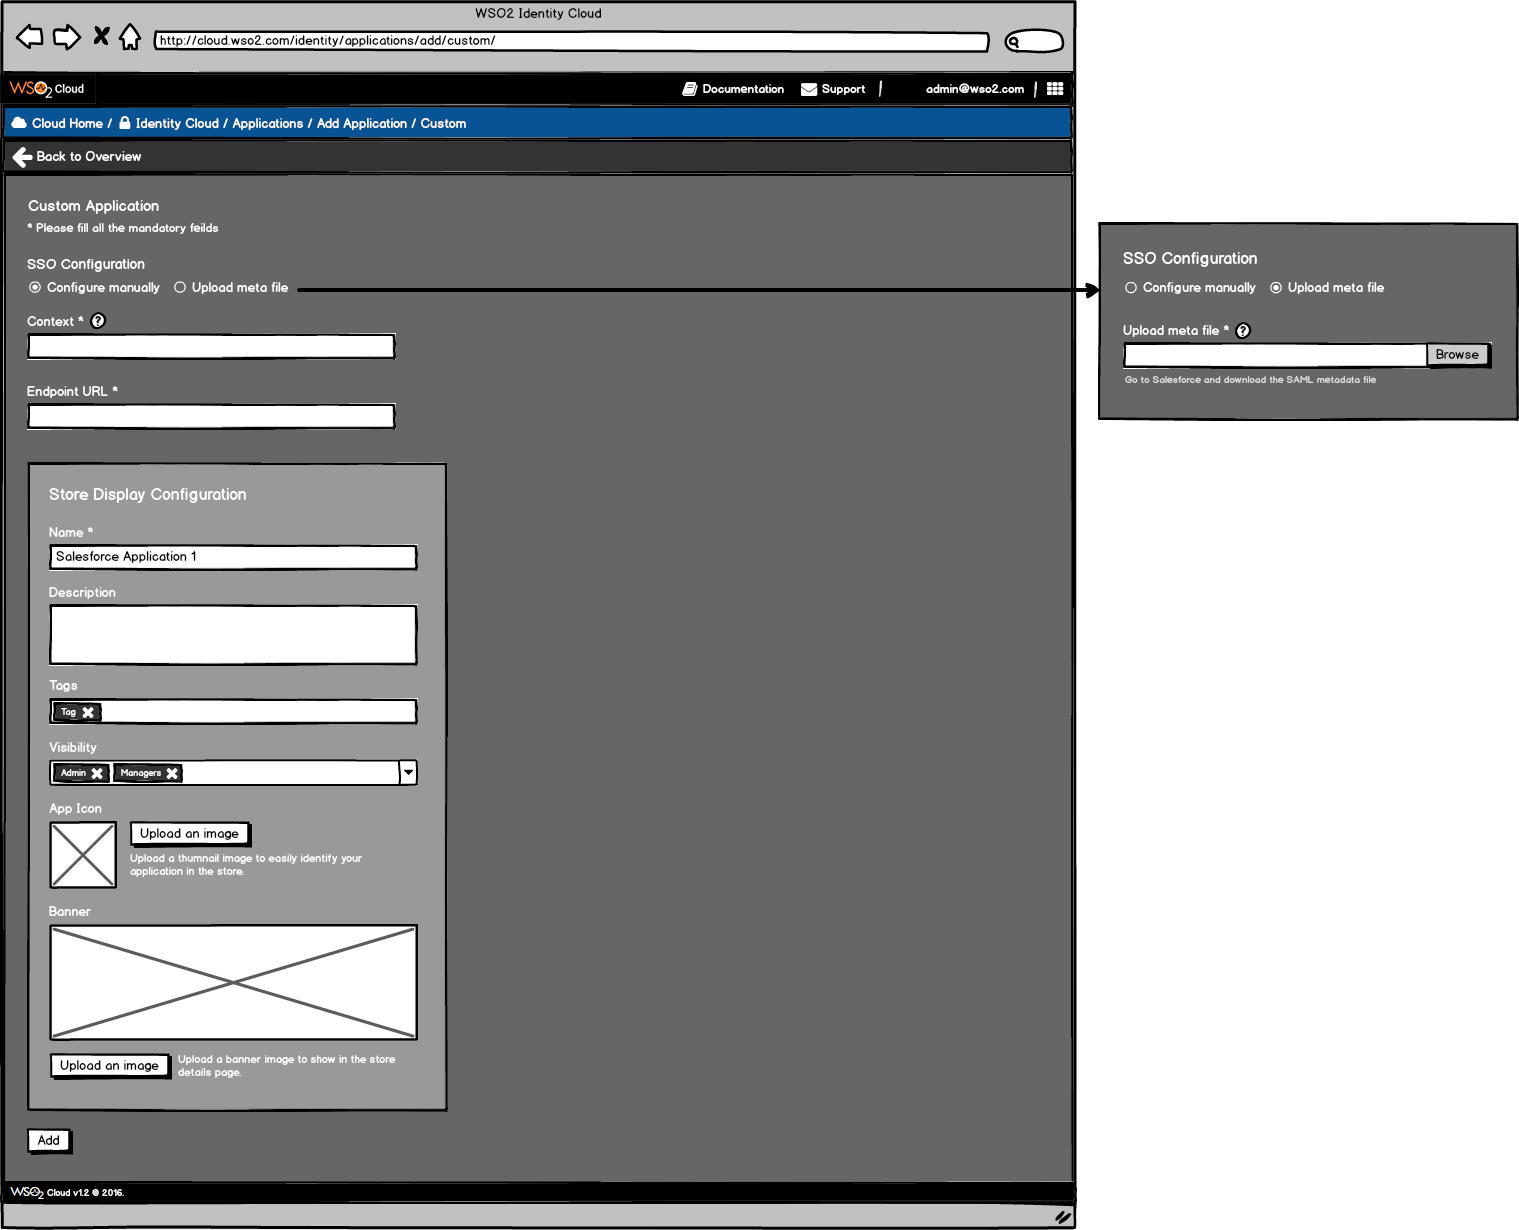 WSO2 Identity Cloud
http://cloud.wso2.com/identity/applications/add/custom/
WSO2 Cloud
Documentation
Support
admin@wso2.com
Cloud Home / Identity Cloud / Applications / Add Application / Custom
Back to Overview
Custom Application
* Please fill all the mandatory feilds
SSO Configuration
Configure manually
Upload meta file
Context *
?
Endpoint URL *
Store Display Configuration
Name *
Salesforce Application 1
Description
Tags
Tag
Visibility
Admin
Managers
App Icon
Upload an image
Upload a thumnail image to easily identify your
application in the store.
Banner
Upload an image
Upload a banner image to show in the store
details page.
Add
WSO2 Cloud v1.2 © 2016.
SSO Configuration
Configure manually
Upload meta file
Upload meta file *
?
Browse
Go to Salesforce and download the SAML metadata file